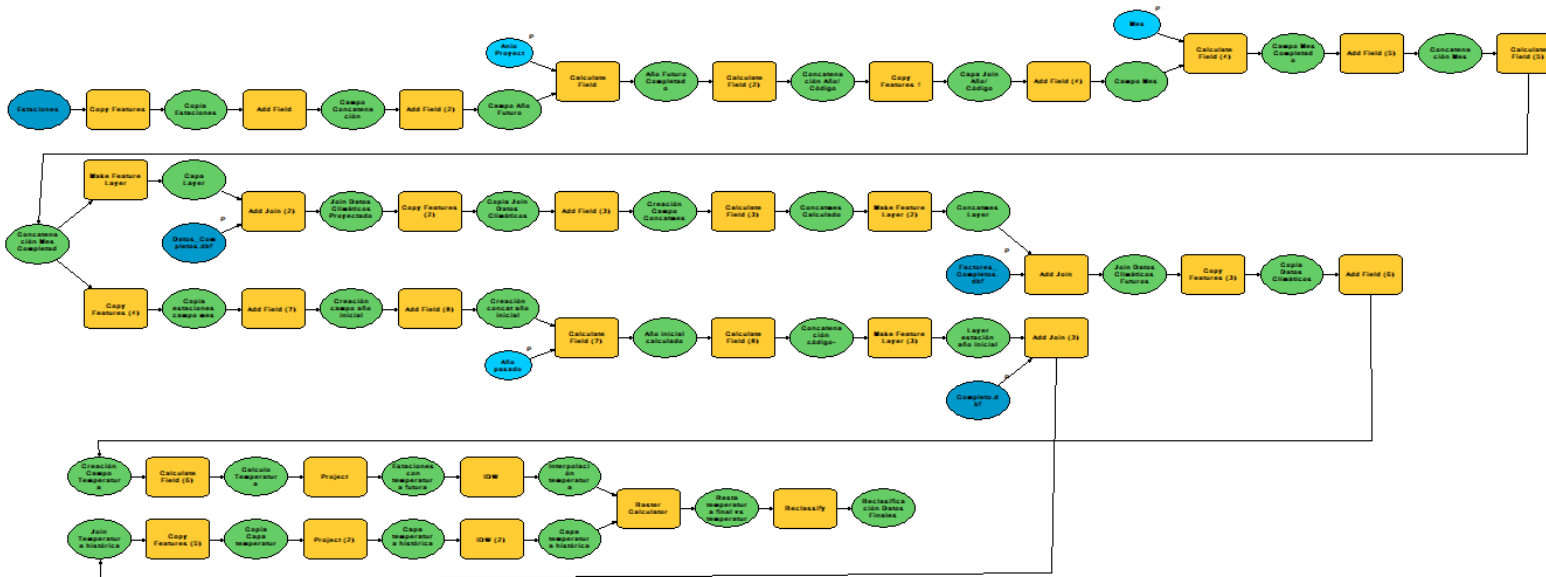 P
Anio
Proyect
P
Mes
Estaciones
Copy Features
Copia
Estaciones
Add Field
Campo
Concatena
ción
Add Field (2)
Campo Año
Futuro
Calculate
Field
Año Futuro
Completad
o
Calculate
Field (2)
Concatena
ción Año/
Código
Copy
Features !
Capa Join
Año/
Código
Add Field (4)
Campo Mes
Calculate
Field (4)
Campo Mes
Completad
o
Add Field (5)
Concatena
ción Mes
Calculate
Field (5)
Concatena
ción Mes
Completad
Make Feature
Layer
Capa
Layer
P
Datos_Com
pletos.dbf
Add Join (2)
Join Datos
Climáticos
Proyectado
Copy Features
(2)
Copia Join
Datos
Climáticos
Add Field (3)
Creación
Campo
Concatmes
Calculate
Field (3)
Concatmes
Calculado
Make Feature
Layer (2)
Concatmes
Layer
P
Factores_
Completos.
dbf
Add Join
Join Datos
Climáticos
Futuros
Copy
Features (3)
Copia
Datos
Climáticos
Add Field (6)
Copy
Features (4)
Copia
estaciones
campo mes
Add Field (7)
Creación
campo año
inicial
Add Field (8)
Creación
concat año
inicial
P
Año
pasado
Calculate
Field (7)
Año inicial
calculado
Calculate
Field (8)
Concatena
ción
código-
Make Feature
Layer (3)
Layer
estación
año inicial
Add Join (3)
P
Completo.d
bf
Creación
Campo
Temperatur
a
Calculate
Field (6)
Calculo
Temperatur
a
Project
Estaciones
con
temperatur
a futura
IDW
Interpolaci
ón
temperatur
a
Join
Temperatur
a histórica
Copy
Features (5)
Copia
Capa
temperatur
Project (2)
Capa
temperatur
a histórica
IDW (2)
Capa
temperatur
a histórica
Raster
Calculator
Resta
temperatur
a final vs
temperatur
Reclassify
Reclasifica
ción Datos
Finales